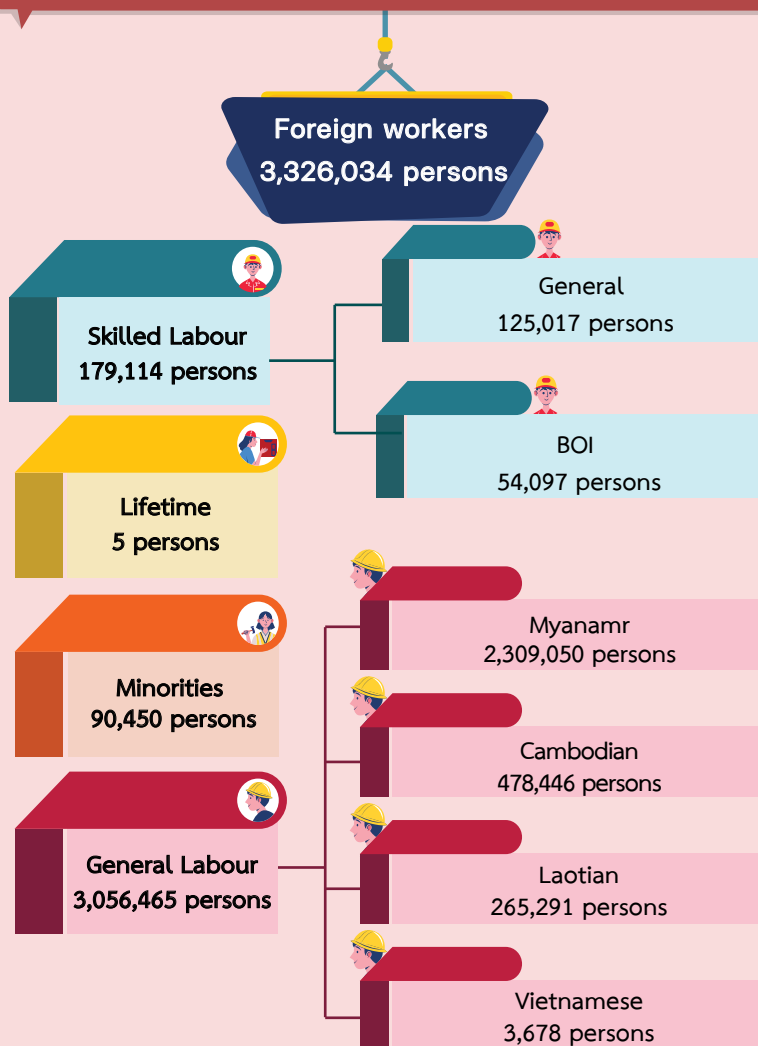 Foreign workers
3,326,034 persons
Skilled Labour
179,114 persons
General
125,017 persons
BOI
54,097 persons
Lifetime
5 persons
Minorities
90,450 persons
General Labour
3,056,465 persons
Myanamr
2,309,050 persons
Cambodian
478,446 persons
Laotian
265,291 persons
Vietnamese
3,678 persons